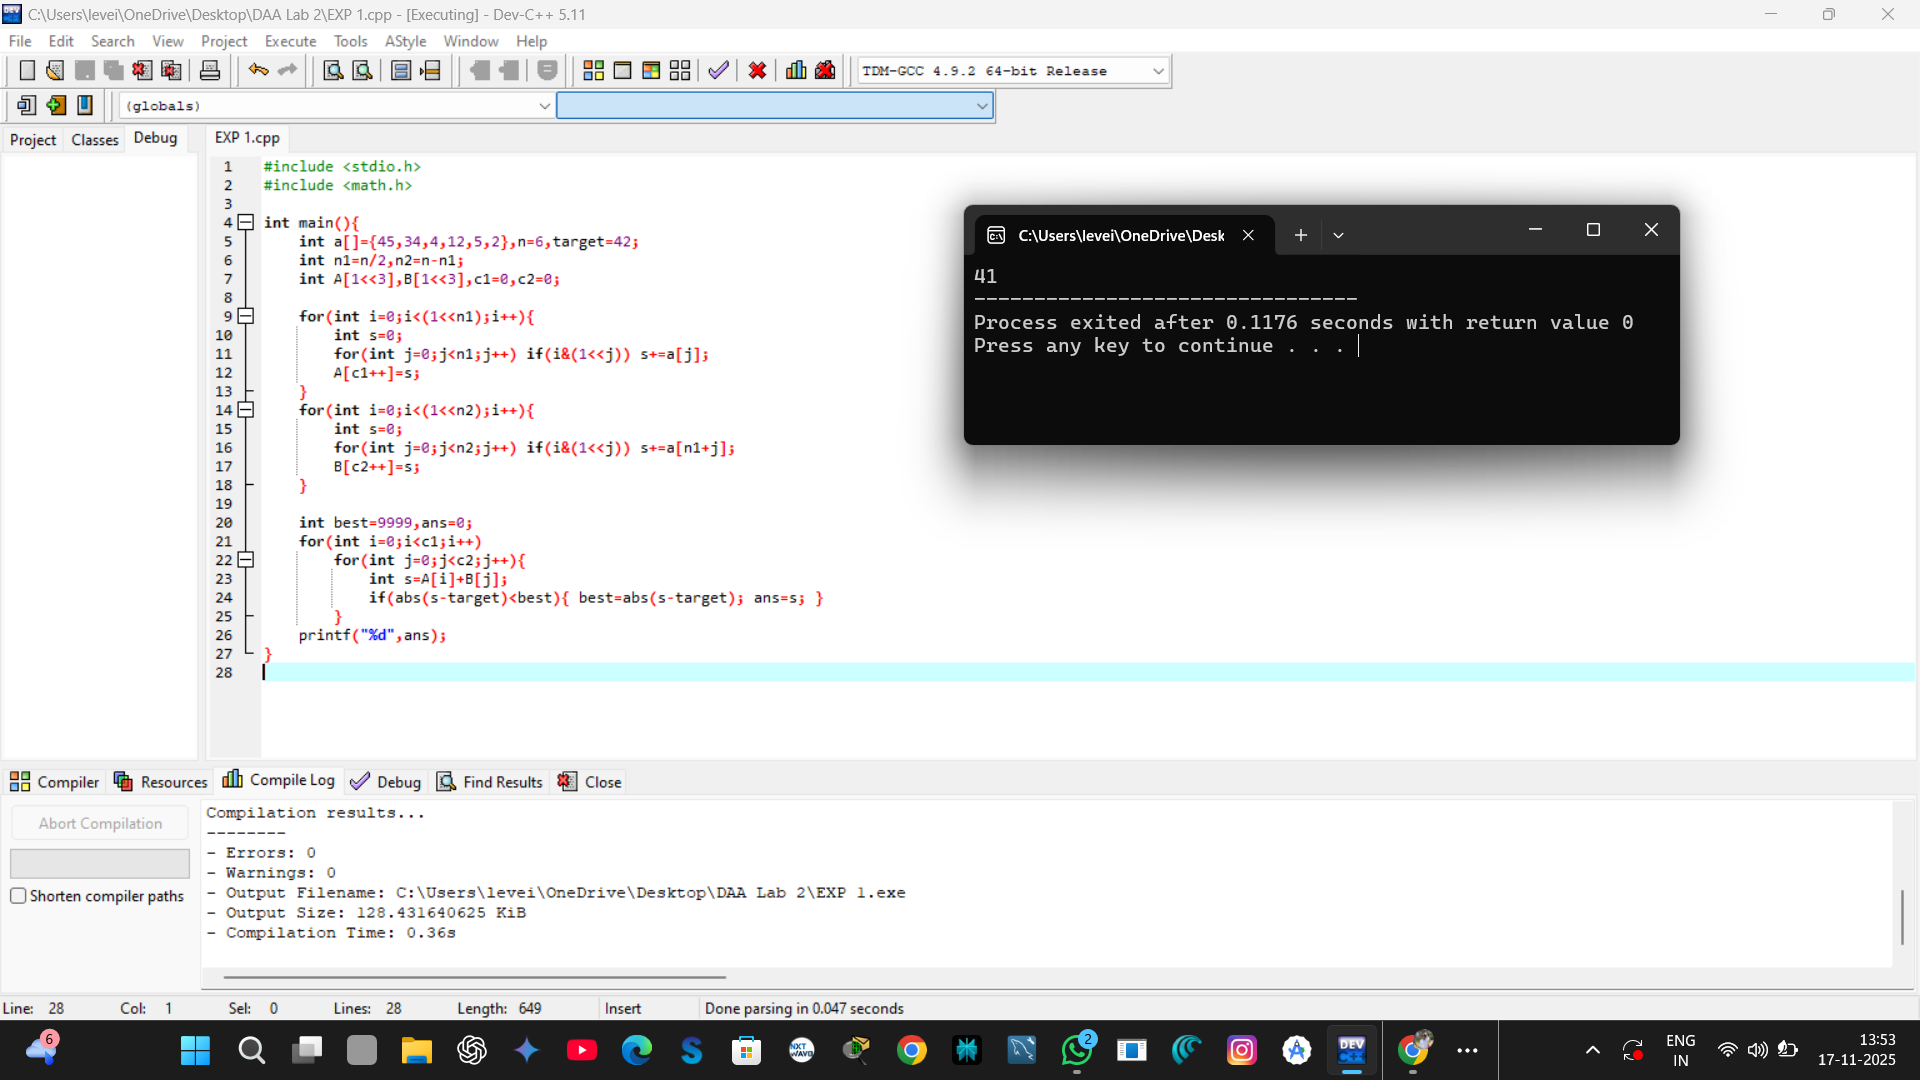 C:\Users\levei\OneDrive\Desktop\DAA Lab 2\EXP 1.cpp - [Executing] - Dev-C++ 5.11
File Edit Search View Project Execute Tools AStyle Window Help
TDM-GCC 4.9.2 64-bit Release
(globals)
Project Classes Debug EXP 1.cpp
1 #include <stdio.h>
2 #include <math.h>
3
4 int main(){
5 int a[]={45,34,4,12,5,2},n=6,target=42;
6 int n1=n/2,n2=n-n1;
7 int A[1<<3],B[1<<3],c1=0,c2=0;
8
9 for(int i=0;i<(1<<n1);i++){
10 int s=0;
11 for(int j=0;j<n1;j++) if(i&(1<<j)) s+=a[j];
12 A[c1++]=s;
13 }
14 for(int i=0;i<(1<<n2);i++){
15 int s=0;
16 for(int j=0;j<n2;j++) if(i&(1<<j)) s+=a[n1+j];
17 B[c2++]=s;
18 }
19
20 int best=9999,ans=0;
21 for(int i=0;i<c1;i++)
22 for(int j=0;j<c2;j++){
23 int s=A[i]+B[j];
24 if(abs(s-target)<best){ best=abs(s-target); ans=s; }
25 }
26 printf("%d",ans);
27 }
28
C:\Users\levei\OneDrive\Desk
41
--------------------------------
Process exited after 0.1176 seconds with return value 0
Press any key to continue . . .
Compiler Resources Compile Log Debug Find Results Close
Abort Compilation
Shorten compiler paths
Compilation results...
--------
- Errors: 0
- Warnings: 0
- Output Filename: C:\Users\levei\OneDrive\Desktop\DAA Lab 2\EXP 1.exe
- Output Size: 128.431640625 KiB
- Compilation Time: 0.36s
Line: 28 Col: 1 Sel: 0 Lines: 28 Length: 649 Insert Done parsing in 0.047 seconds
6
NXT WAVE
2
DEV C++
ENG
IN
13:53
17-11-2025